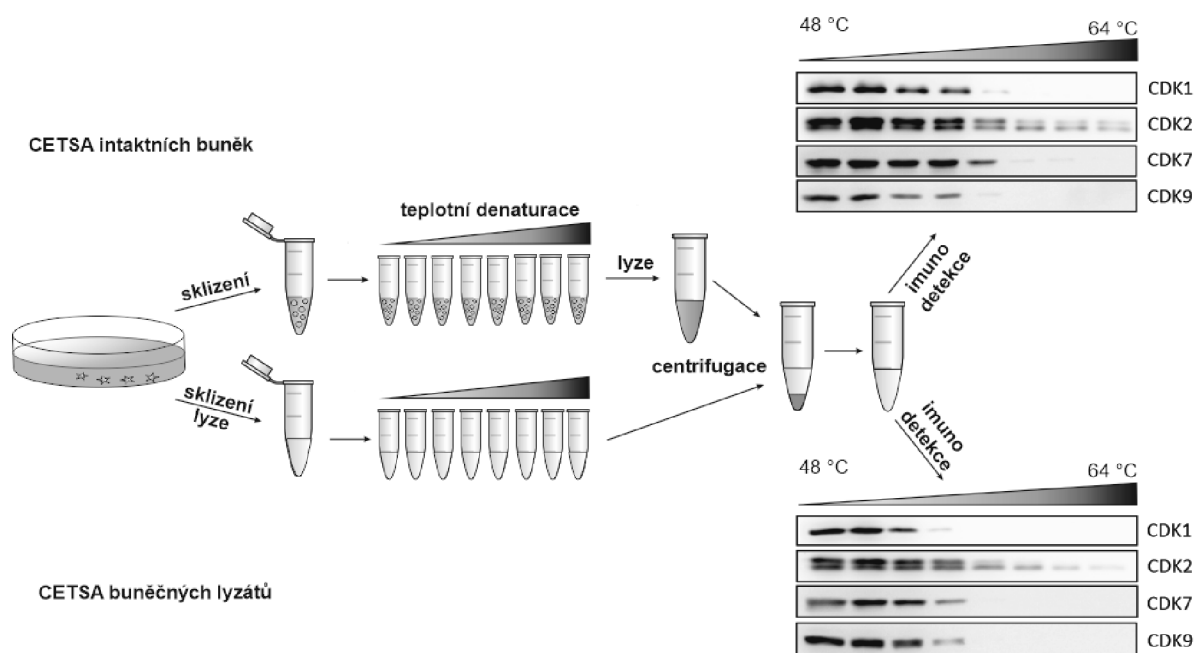 48 °C
64 °C
CDK1
CDK2
CDK7
CDK9
CETSA intaktních buněk
teplotní denaturace
sklizení
lyze
imuno
detekce
centrifugace
sklizení
lyze
imuno
detekce
48 °C
64 °C
CDK1
CDK2
CDK7
CDK9
CETSA buněčných lyzátů